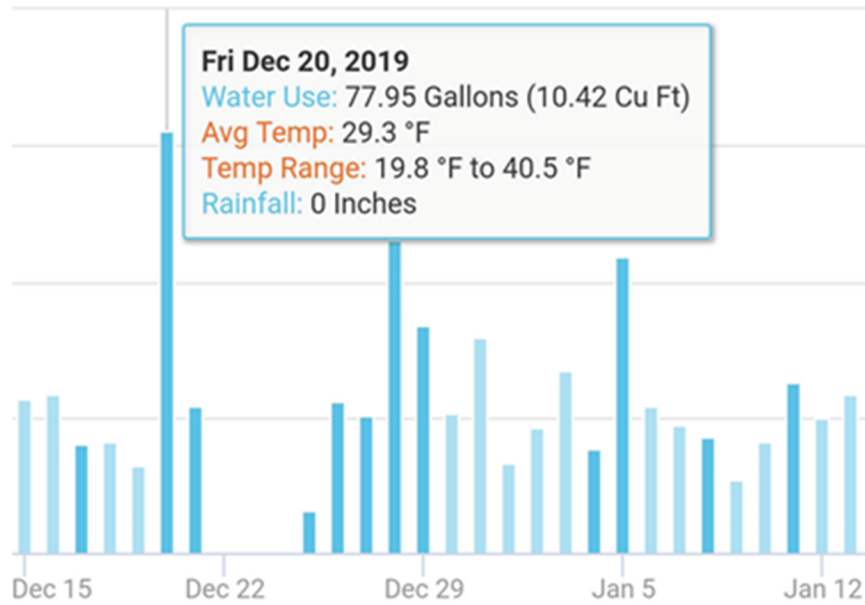 Fri Dec 20, 2019
Water Use: 77.95 Gallons (10.42 Cu Ft)
Avg Temp: 29.3 °F
Temp Range: 19.8 °F to 40.5 °F
Rainfall: 0 Inches
Dec 15 Dec 22 Dec 29 Jan 5 Jan 12